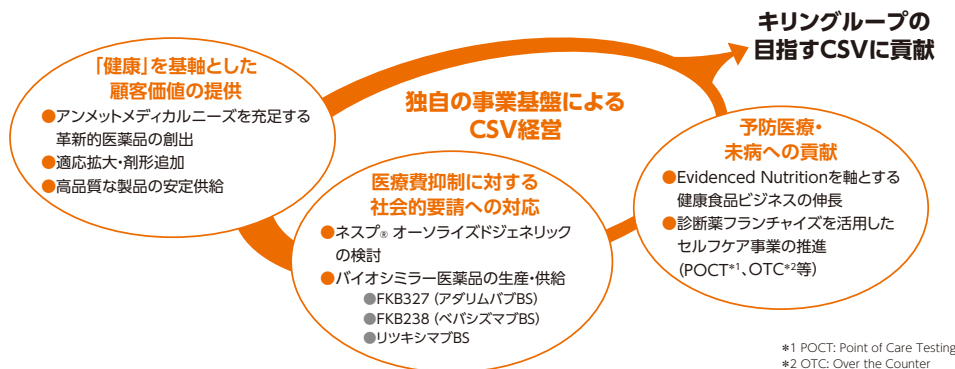 キリングループの
目指すCSVに貢献
「健康」を基軸とした
顧客価値の提供
●アンメットメディカルニーズを充足する
革新的医薬品の創出
●適応拡大・剤形追加
●高品質な製品の安定供給
独自の事業基盤による
CSV経営
医療費抑制に対する
社会的要請への対応
●ネスプ® オーソライズドジェネリック
の検討
●バイオシミラー医薬品の生産・供給
●FKB327 (アダリムバブBS)
●FKB238 (ベバシズマブBS)
●リツキシマブBS
予防医療・
未病への貢献
●Evidenced Nutritionを軸とする
健康食品ビジネスの伸長
●診断薬フランチャイズを活用した
セルフケア事業の推進
(POCT*1、OTC*2等)
*1 POCT: Point of Care Testing
*2 OTC: Over the Counter